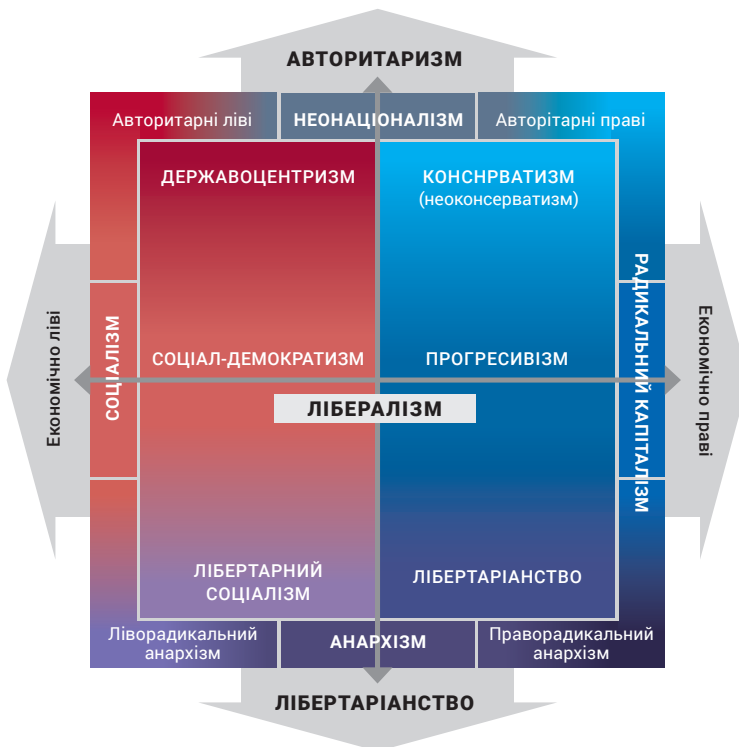 АВТОРИТАРИЗМ
Авторитарні ліві
НЕОНАЦІОНАЛІЗМ
Авторітарні праві
ДЕРЖАВОЦЕНТРИЗМ
КОНСНРВАТИЗМ
(неоконсерватизм)
Економічно ліві
СОЦІАЛІЗМ
СОЦІАЛ-ДЕМОКРАТИЗМ
ПРОГРЕСИВІЗМ
РАДИКАЛЬНИЙ КАПІТАЛІЗМ
Економічно праві
ЛІБЕРАЛІЗМ
ЛІБЕРТАРНИЙ
СОЦІАЛІЗМ
ЛІБЕРТАРІАНСТВО
Ліворадикальний
анархізм
АНАРХІЗМ
Праворадикальний
анархізм
ЛІБЕРТАРІАНСТВО